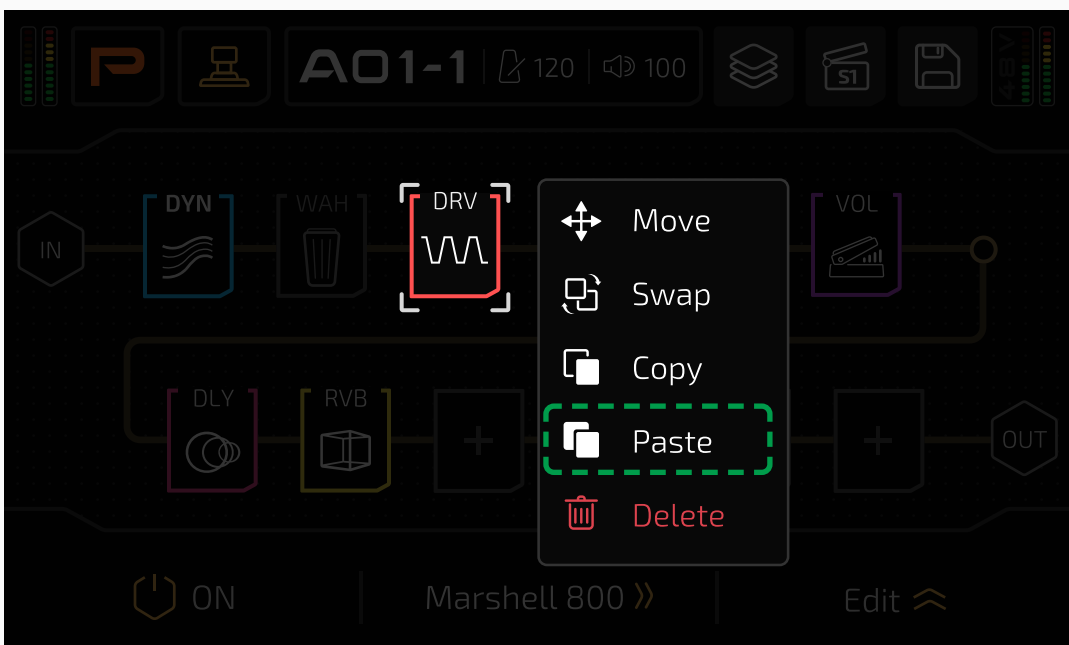 A01-1 120 100 S1 48V
DYN WAH DRV VOL
IN
Move
Swap
Copy
Paste
Delete
DLY RVB
OUT
ON Marshell 800 Edit